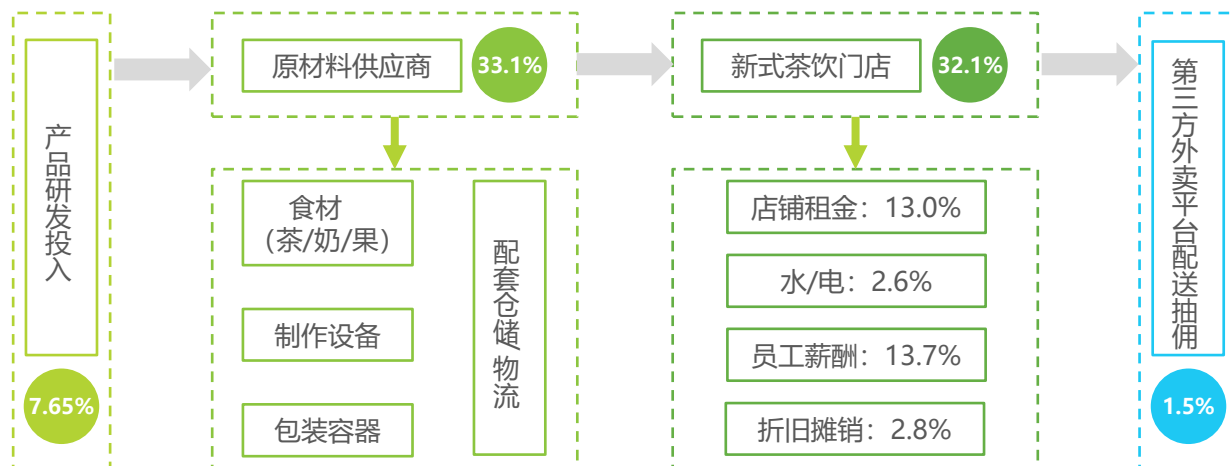 产品研发投入
7.65%
原材料供应商
33.1%
食材
（茶/奶/果）
制作设备
包装容器
配套仓储/物流
新式茶饮门店
32.1%
店铺租金：13.0%
水/电：2.6%
员工薪酬：13.7%
折旧摊销：2.8%
第三方外卖平台配送抽佣
1.5%